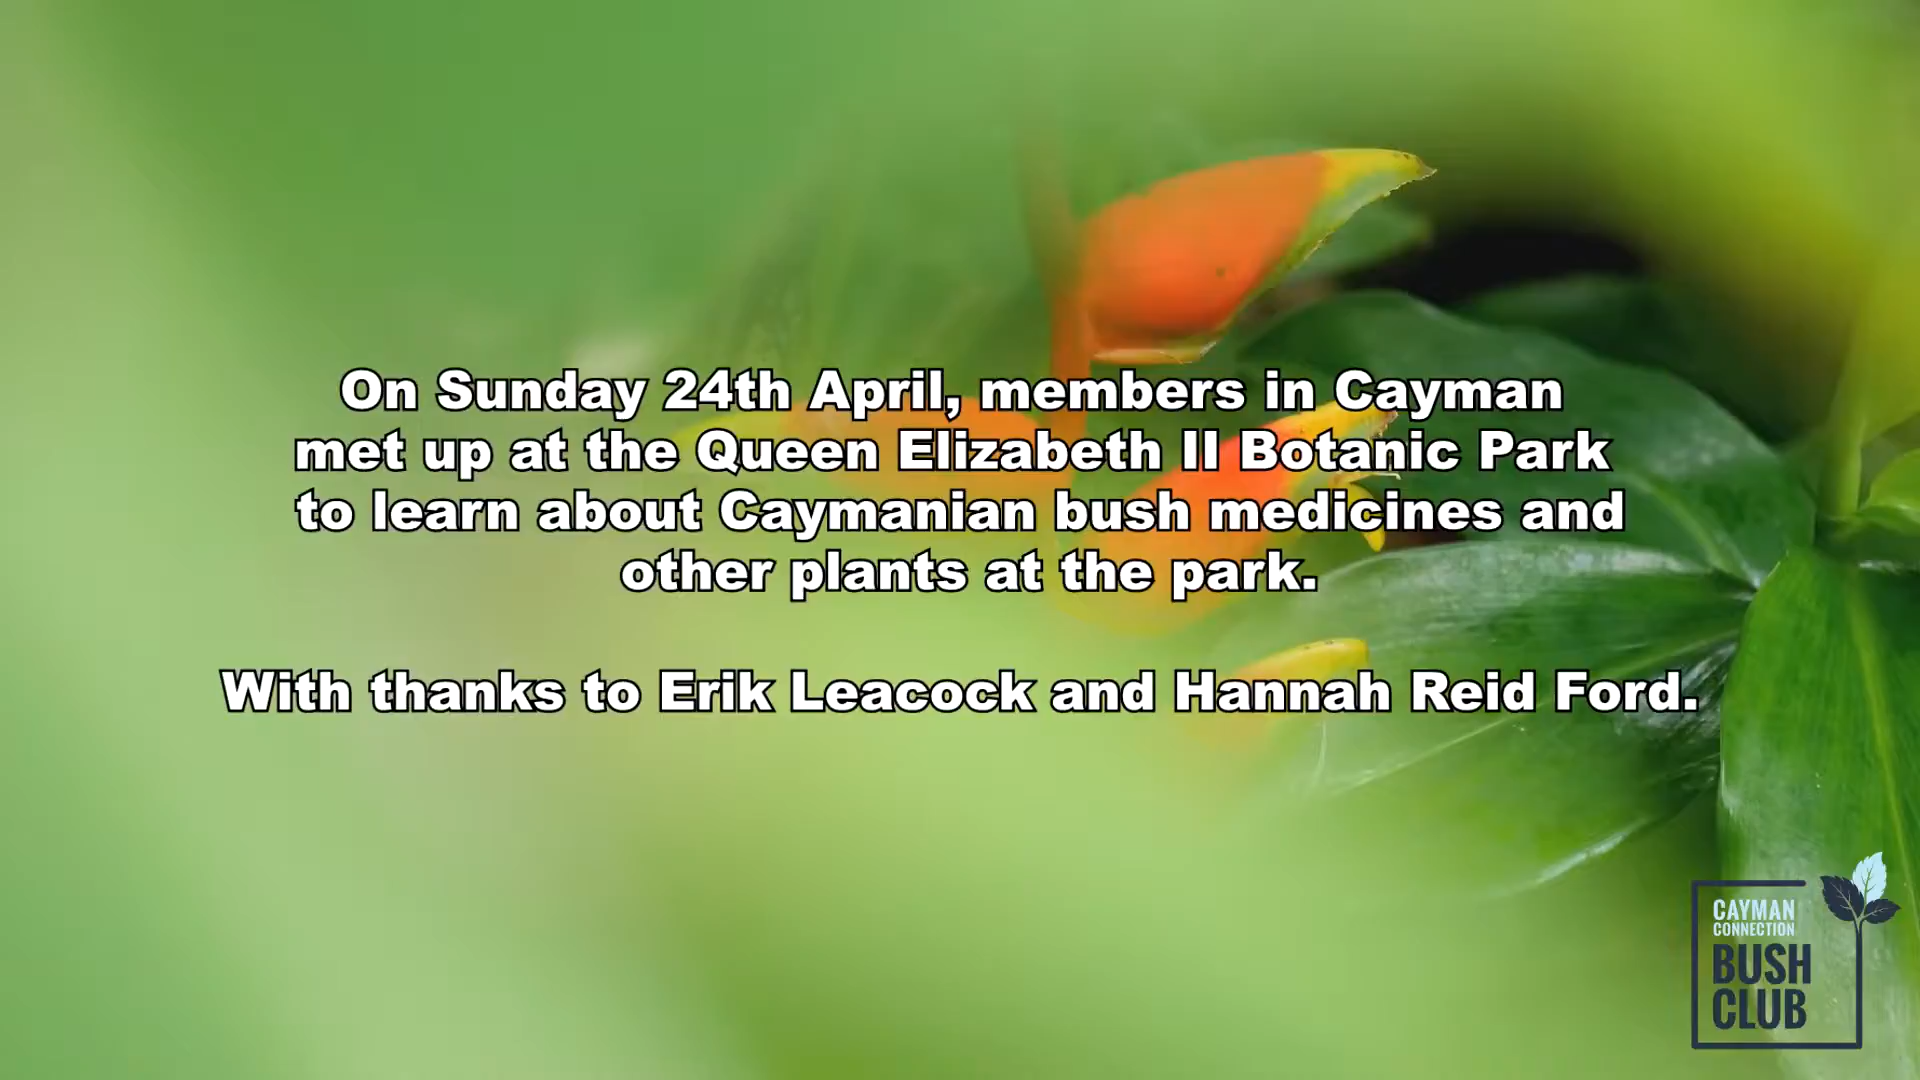 On Sunday 24th April, members in Cayman
met up at the Queen Elizabeth II Botanic Park
to learn about Caymanian bush medicines and
other plants at the park.
With thanks to Erik Leacock and Hannah Reid Ford.
CAYMAN
CONNECTION
BUSH
CLUB